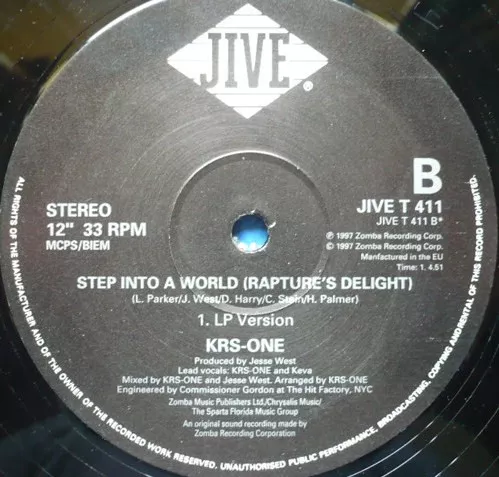 JIVE
®
STEREO
12" 33 RPM
MCPS/BIEM
B
JIVE T 411
JIVE T 411 B*
℗ 1997 Zomba Recording Corp.
© 1997 Zomba Recording Corp.
Manfactured in the EU
Time: 1. 4.51
STEP INTO A WORLD (RAPTURE'S DELIGHT)
(L. Parker/J. West/D. Harry/C. Stein/H. Palmer)
1. LP Version
KRS-ONE
Produced by Jesse West
Lead vocals: KRS-ONE and Keva
Mixed by KRS-ONE and Jesse West. Arranged by KRS-ONE
Engineered by Commissioner Gordon at The Hit Factory, NYC
Zomba Music Publishers Ltd./Chrysalis Music/
The Sparta Florida Music Group
An original sound recording made by
Zomba Recording Corporation
ALL RIGHTS OF THE MANUFACTURER AND OF THE OWNER OF THE RECORDED WORK RESERVED. UNAUTHORISED PUBLIC PERFORMANCE, BROADCASTING, COPYING AND RENTAL OF THIS RECORD PROHIBITED.